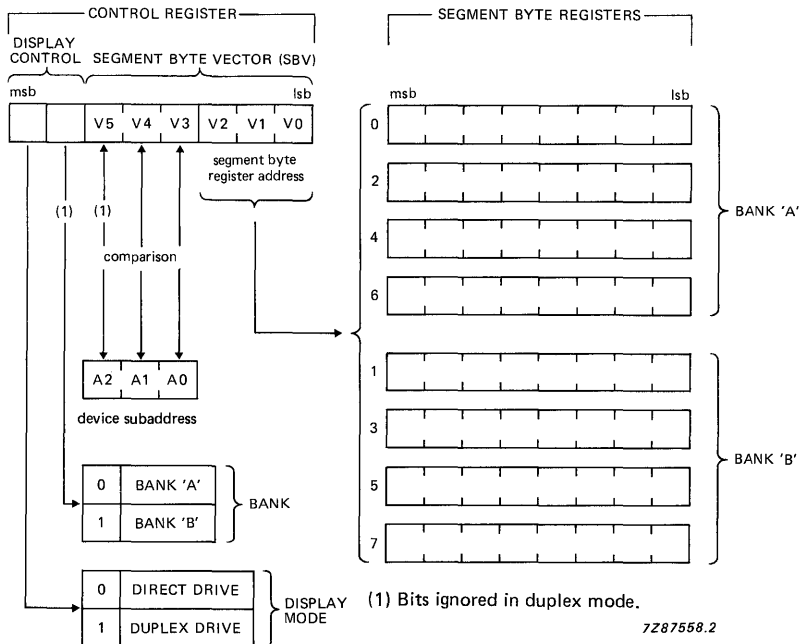 CONTROL REGISTER
DISPLAY CONTROL
SEGMENT BYTE VECTOR (SBV)
msb
lsb
V5 V4 V3 V2 V1 V0
segment byte
register address
(1)
(1)
comparison
A2 A1 A0
device subaddress
0 BANK 'A'
1 BANK 'B'
BANK
0 DIRECT DRIVE
1 DUPLEX DRIVE
DISPLAY
MODE
SEGMENT BYTE REGISTERS
msb
lsb
0
2
4
6
BANK 'A'
1
3
5
7
BANK 'B'
(1) Bits ignored in duplex mode.
7Z87558.2